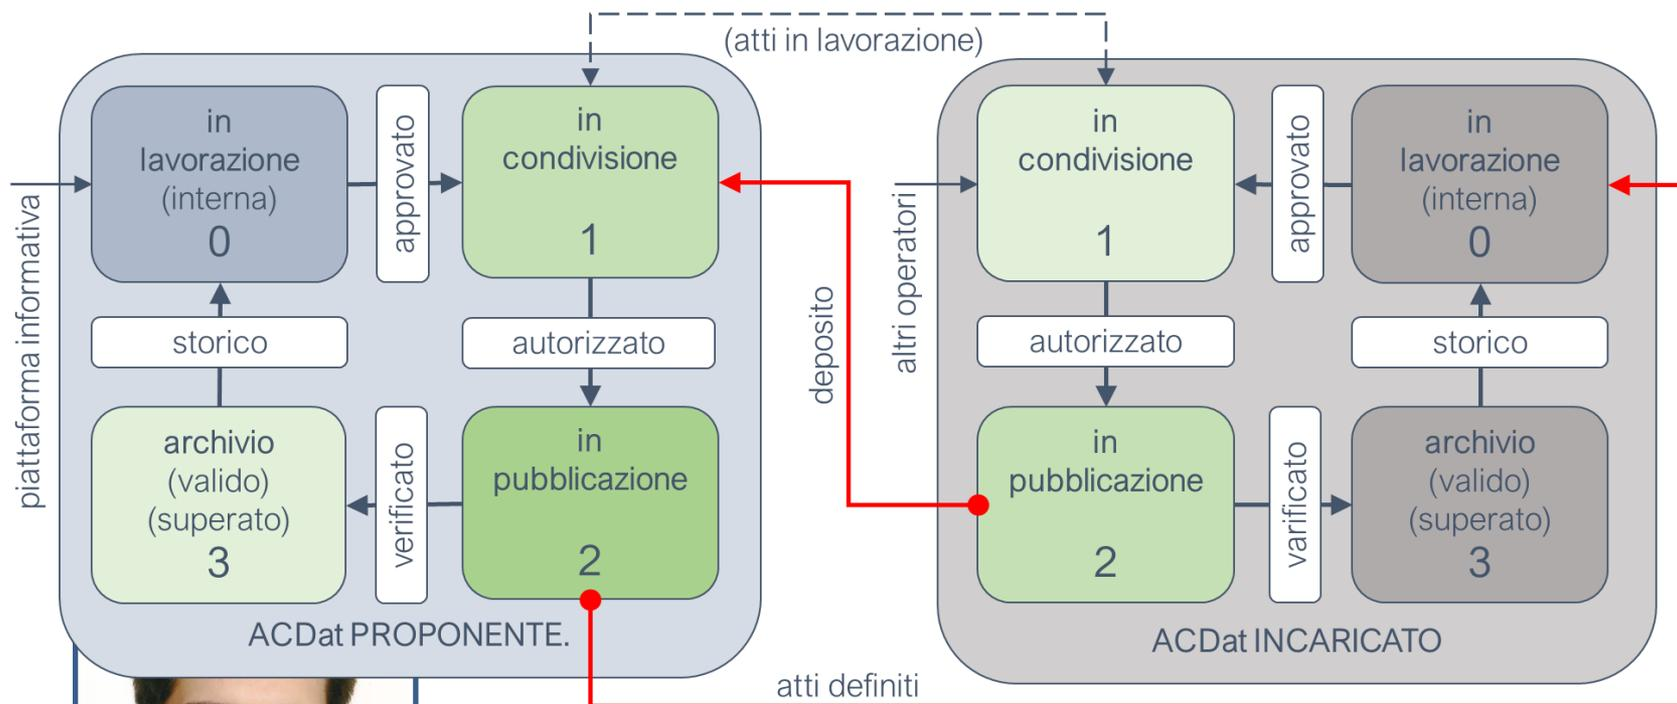 (atti in lavorazione)
piattaforma informativa
in
lavorazione
(interna)
0
approvato
in
condivisione
1
storico
autorizzato
archivio
(valido)
(superato)
3
verificato
in
pubblicazione
2
ACDat PROPONENTE.
deposito
altri operatori
in
condivisione
1
approvato
in
lavorazione
(interna)
0
autorizzato
storico
in
pubblicazione
2
varificato
archivio
(valido)
(superato)
3
ACDat INCARICATO
atti definiti